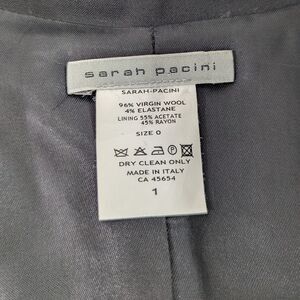 sarah pacini
SARAH-PACINI
96% VIRGIN WOOL
4% ELASTANE
LINING 55% ACETATE
45% RAYON
SIZE 0
DRY CLEAN ONLY
MADE IN ITALY
CA 45654
1